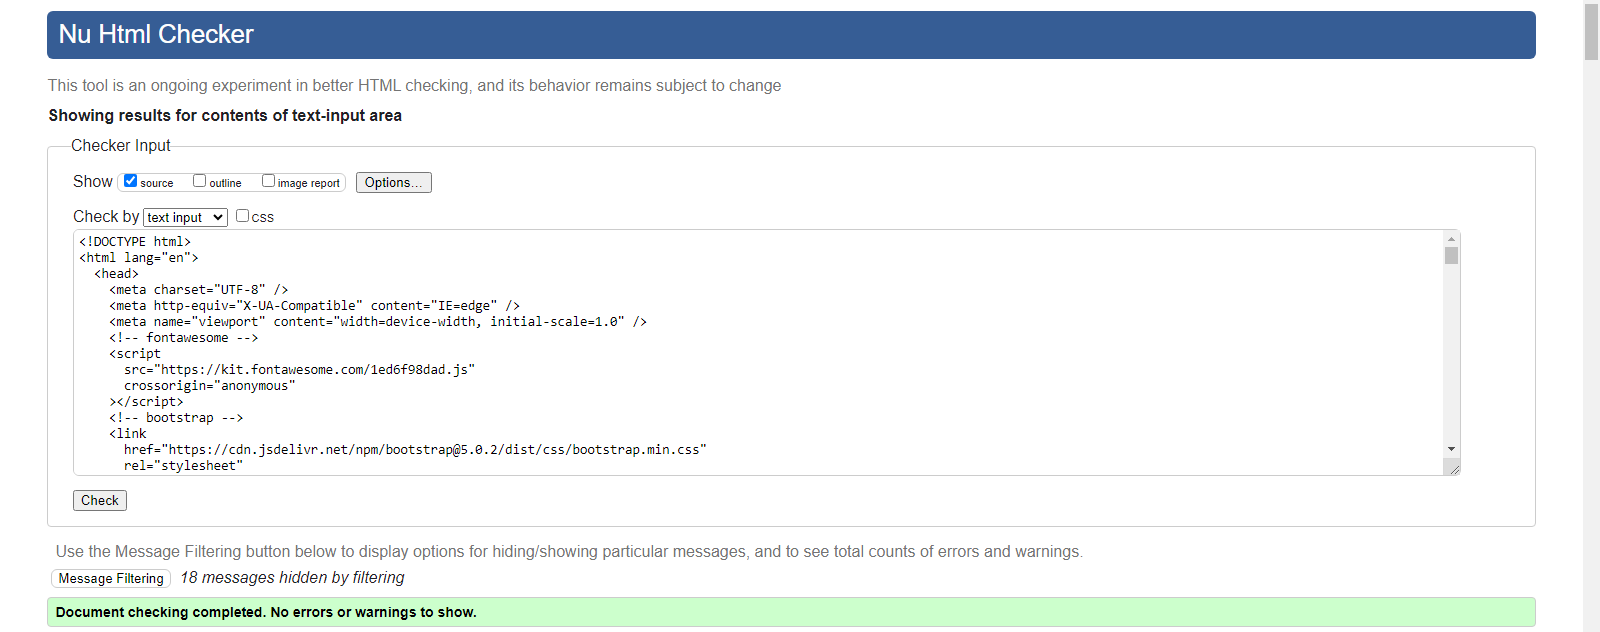 Nu Html Checker
This tool is an ongoing experiment in better HTML checking, and its behavior remains subject to change
Showing results for contents of text-input area
Checker Input
Show source outline image report Options...
Check by text input css
<!DOCTYPE html>
<html lang="en">
  <head>
    <meta charset="UTF-8" />
    <meta http-equiv="X-UA-Compatible" content="IE=edge" />
    <meta name="viewport" content="width=device-width, initial-scale=1.0" />
    <!-- fontawesome -->
    <script
      src="https://kit.fontawesome.com/1ed6f98dad.js"
      crossorigin="anonymous"
    ></script>
    <!-- bootstrap -->
    <link
      href="https://cdn.jsdelivr.net/npm/bootstrap@5.0.2/dist/css/bootstrap.min.css"
      rel="stylesheet"
Check
Use the Message Filtering button below to display options for hiding/showing particular messages, and to see total counts of errors and warnings.
Message Filtering 18 messages hidden by filtering
Document checking completed. No errors or warnings to show.